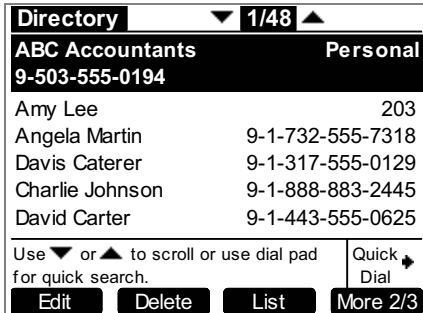 Directory ▼ 1/48 ▲
ABC Accountants Personal
9-503-555-0194
Amy Lee 203
Angela Martin 9-1-732-555-7318
Davis Caterer 9-1-317-555-0129
Charlie Johnson 9-1-888-883-2445
David Carter 9-1-443-555-0625
Use ▼ or ▲ to scroll or use dial pad
for quick search.
Quick
Dial
Edit Delete List More 2/3